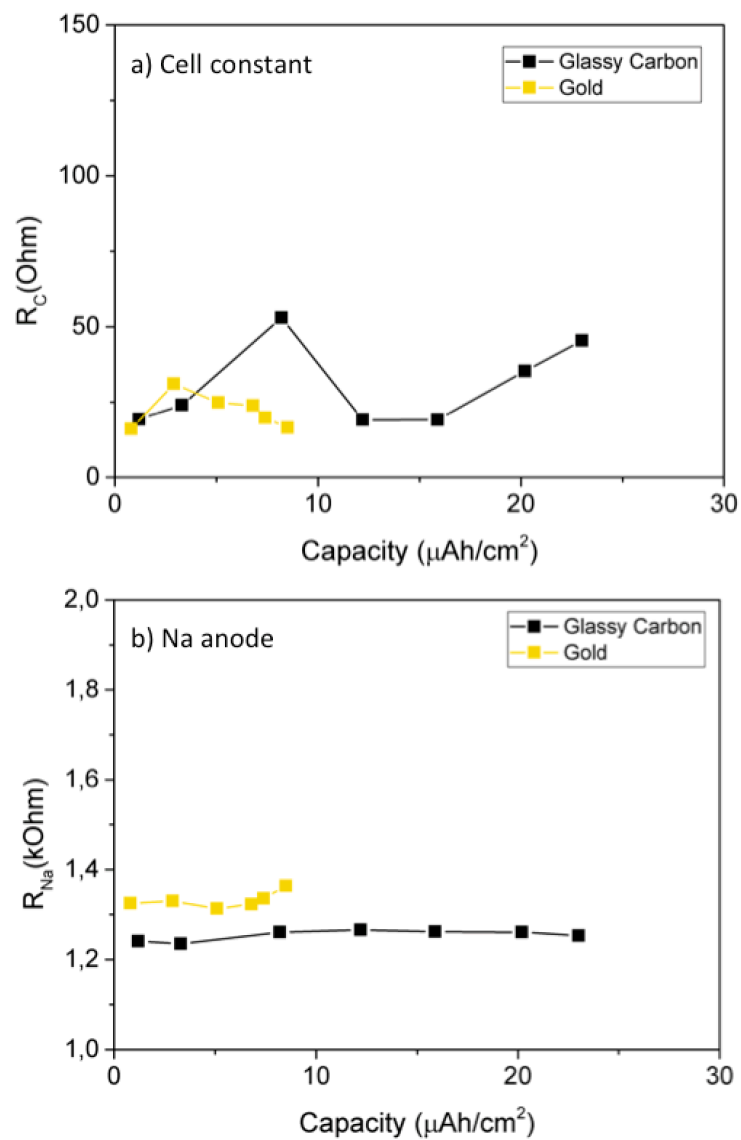 a) Cell constant
Glassy Carbon
Gold
150
100
50
0
R_C(Ohm)
0 10 20 30
Capacity (μAh/cm²)
b) Na anode
Glassy Carbon
Gold
2,0
1,8
1,6
1,4
1,2
1,0
R_Na(kOhm)
0 10 20 30
Capacity (μAh/cm²)